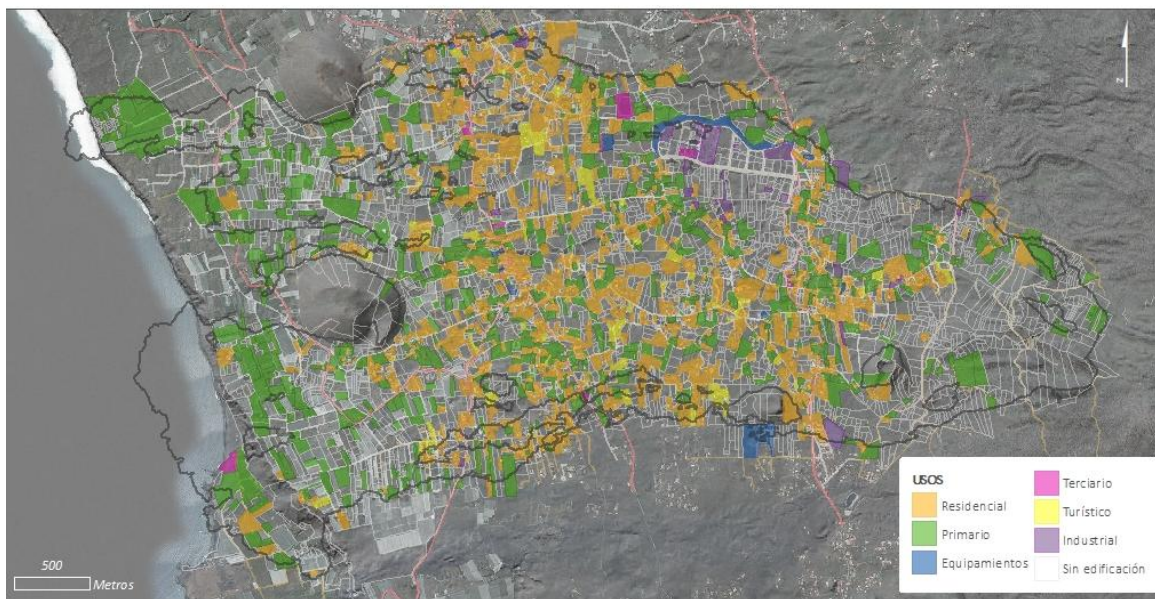 z
500
Metros
USOS
Residencial
Primario
Equipamientos
Terciario
Turístico
Industrial
Sin edificación